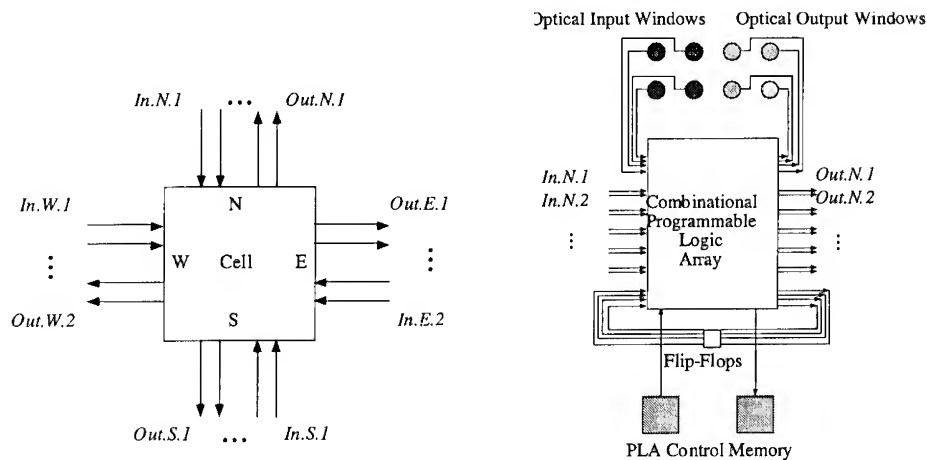 In.N.1
...
Out.N.1
In.W.1
N
Out.E.1
W
Cell
E
Out.W.2
S
In.E.2
Out.S.1
...
In.S.1
Optical Input Windows
Optical Output Windows
In.N.1
In.N.2
Out.N.1
Out.N.2
Combinational
Programmable
Logic
Array
Flip-Flops
PLA Control Memory